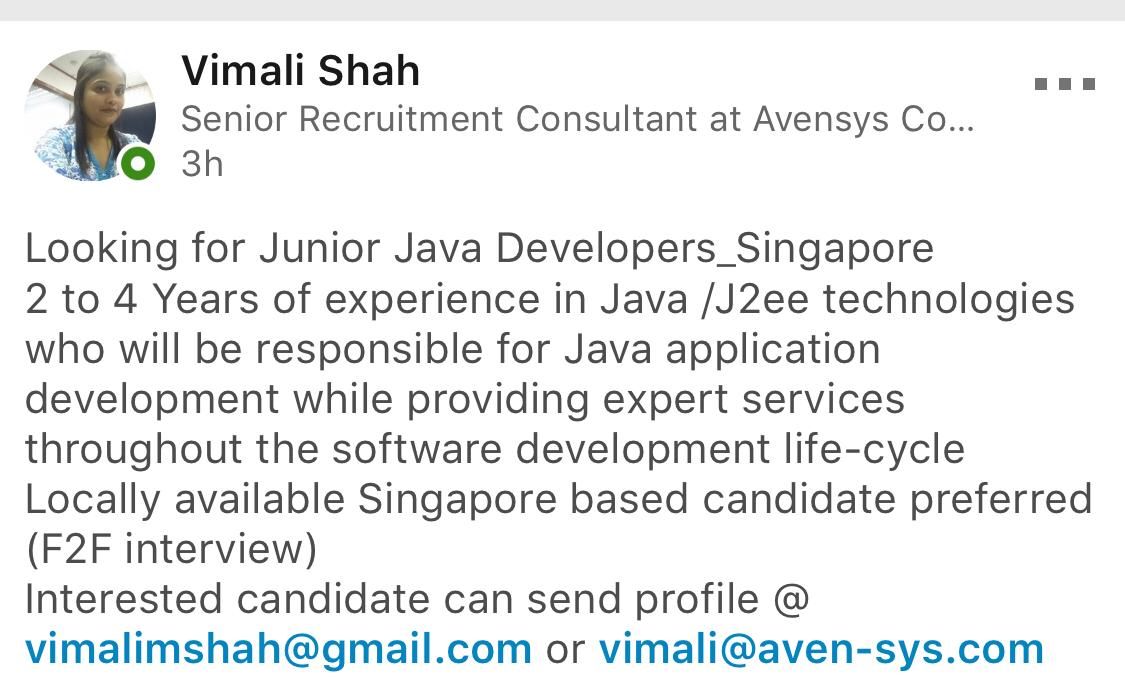 Vimali Shah
Senior Recruitment Consultant at Avensys Co...
3h
Looking for Junior Java Developers_Singapore
2 to 4 Years of experience in Java /J2ee technologies
who will be responsible for Java application
development while providing expert services
throughout the software development life-cycle
Locally available Singapore based candidate preferred
(F2F interview)
Interested candidate can send profile @
vimalimshah@gmail.com or vimali@aven-sys.com